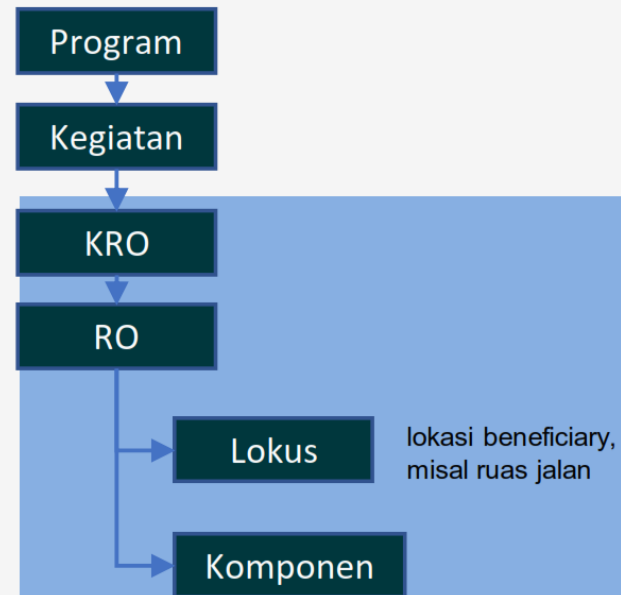 Program
Kegiatan
KRO
RO
Lokus
lokasi beneficiary,
misal ruas jalan
Komponen